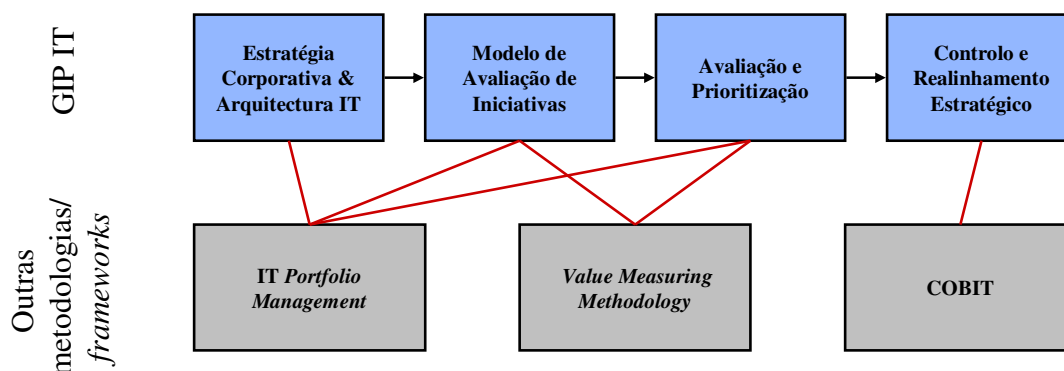 GIP IT
Estratégia
Corporativa &
Arquitectura IT
Modelo de
Avaliação de
Iniciativas
Avaliação e
Prioritização
Controlo e
Realinhamento
Estratégico
Outras
metodologias/
frameworks
IT Portfolio
Management
Value Measuring
Methodology
COBIT